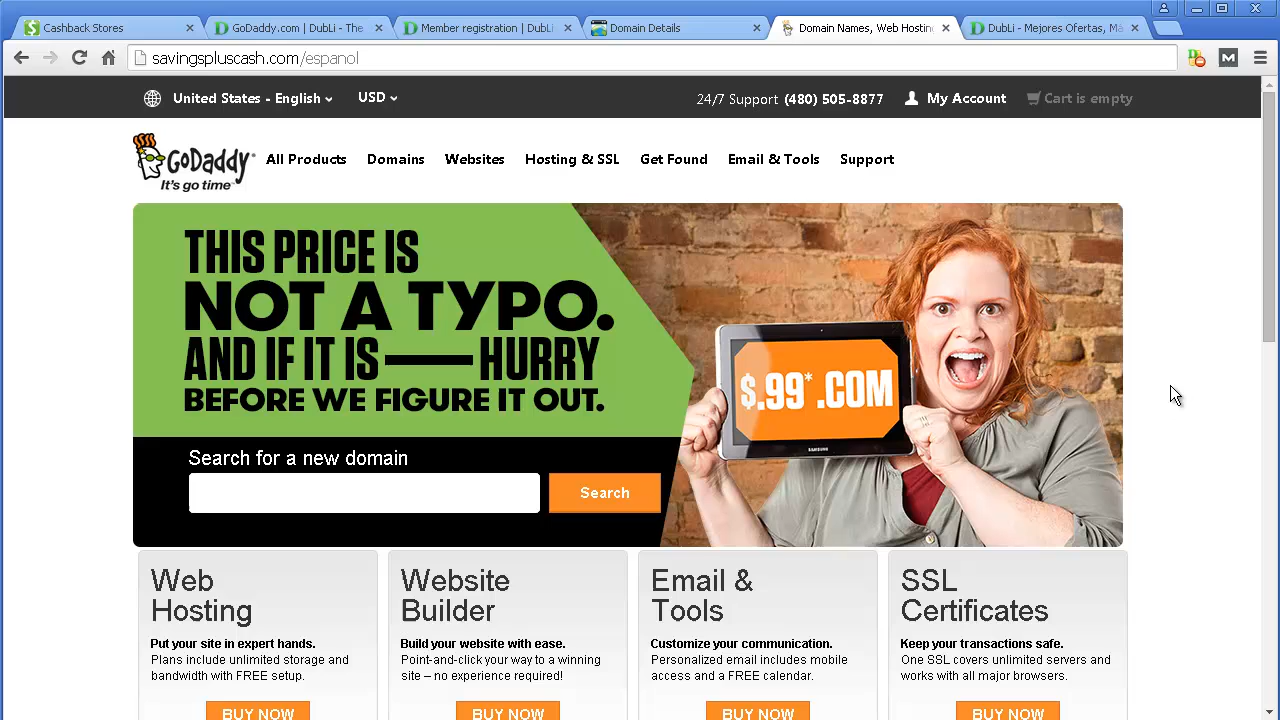 Cashback Stores
GoDaddy.com | DubLi - The
Member registration | DubLi
Domain Details
Domain Names, Web Hosting
DubLi - Mejores Ofertas, Má
savingspluscash.com/espanol
United States - English
USD
24/7 Support (480) 505-8877
My Account
Cart is empty
GoDaddy
It's go time™
All Products
Domains
Websites
Hosting & SSL
Get Found
Email & Tools
Support
THIS PRICE IS
NOT A TYPO.
AND IF IT IS — HURRY
BEFORE WE FIGURE IT OUT.
$.99* .COM
SAMSUNG
Search for a new domain
Search
Web
Hosting
Put your site in expert hands.
Plans include unlimited storage and
bandwidth with FREE setup.
BUY NOW
Website
Builder
Build your website with ease.
Point-and-click your way to a winning
site – no experience required!
BUY NOW
Email &
Tools
Customize your communication.
Personalized email includes mobile
access and a FREE calendar.
BUY NOW
SSL
Certificates
Keep your transactions safe.
One SSL covers unlimited servers and
works with all major browsers.
BUY NOW